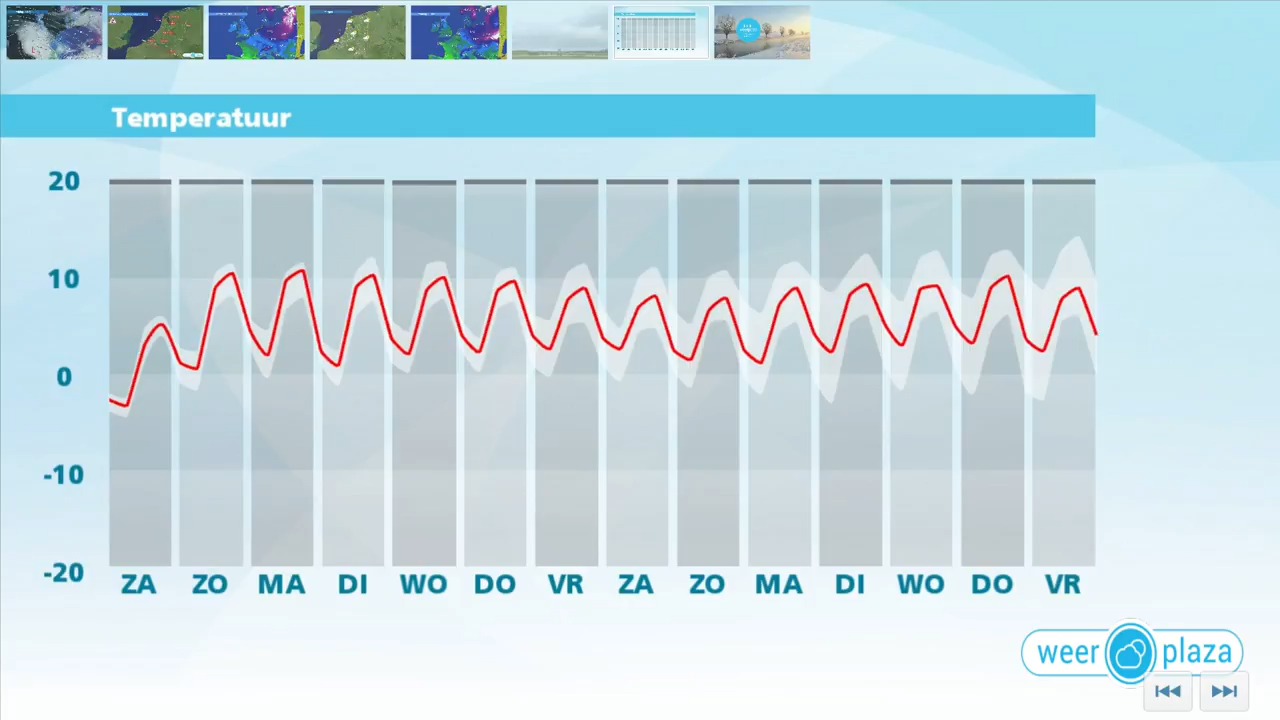 Temperatuur
20
10
0
-10
-20
ZA ZO MA DI WO DO VR ZA ZO MA DI WO DO VR
weer plaza